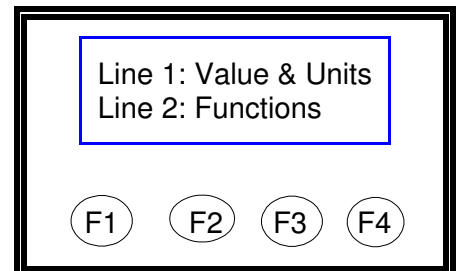 Line 1: Value & Units
Line 2: Functions
F1 F2 F3 F4